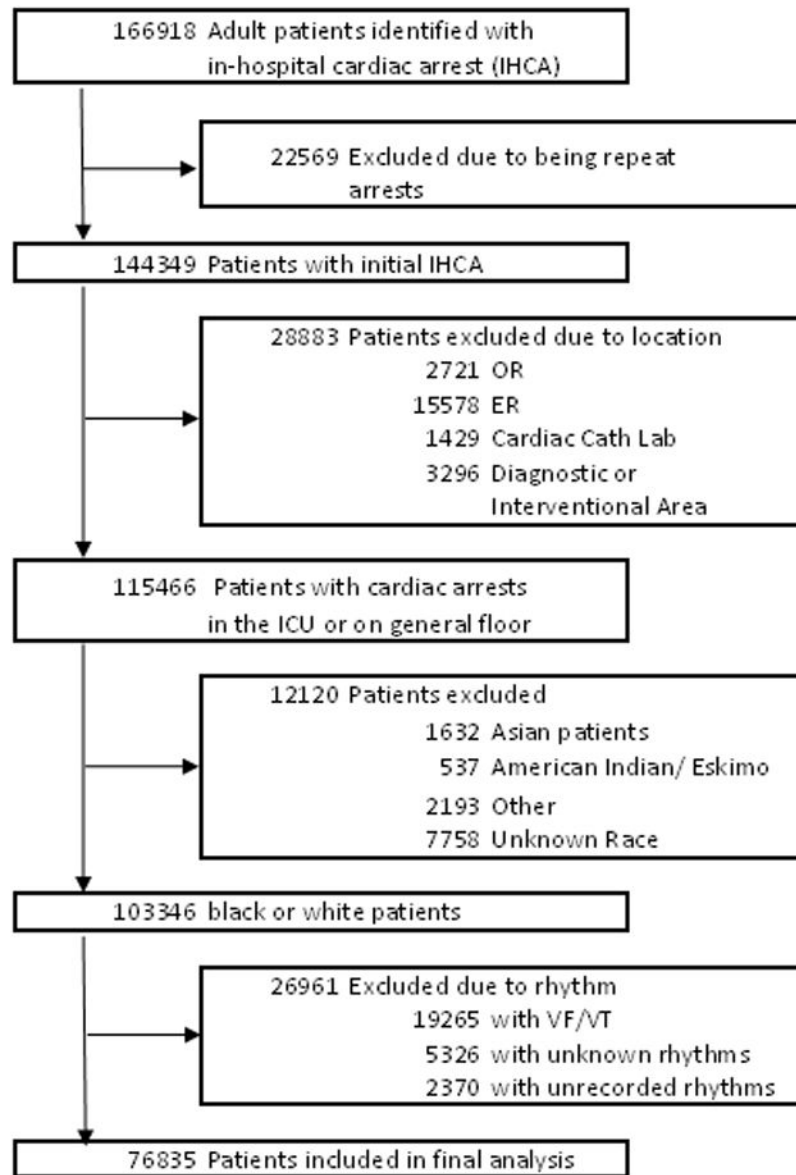 166918 Adult patients identified with
in-hospital cardiac arrest (IHCA)
22569 Excluded due to being repeat
arrests
144349 Patients with initial IHCA
28883 Patients excluded due to location
2721 OR
15578 ER
1429 Cardiac Cath Lab
3296 Diagnostic or
Interventional Area
115466 Patients with cardiac arrests
in the ICU or on general floor
12120 Patients excluded
1632 Asian patients
537 American Indian/ Eskimo
2193 Other
7758 Unknown Race
103346 black or white patients
26961 Excluded due to rhythm
19265 with VF/VT
5326 with unknown rhythms
2370 with unrecorded rhythms
76835 Patients included in final analysis